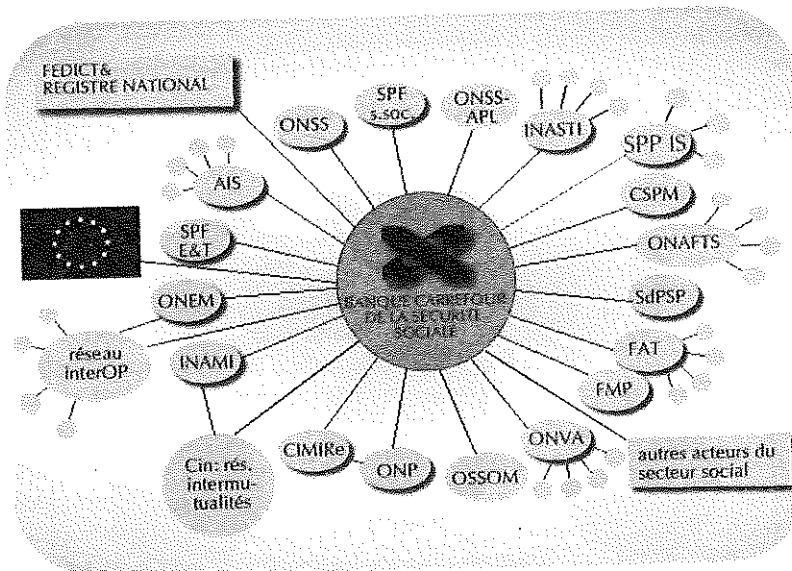 FEDICT&
REGISTRE NATIONAL
ONSS
SPF
s.soc.
ONSS-
APL
INASTI
SPP IS
AIS
CSPM
SPF
E&T
ONAFTS
ONEM
BANQUE CARREFOUR
DE LA SECURITE
SOCIALE
SdPSP
réseau
interOP
INAMI
FAT
FMP
Cin: rés.
intermu-
tualités
CIMIRe
ONP
OSSOM
ONVA
autres acteurs du
secteur social